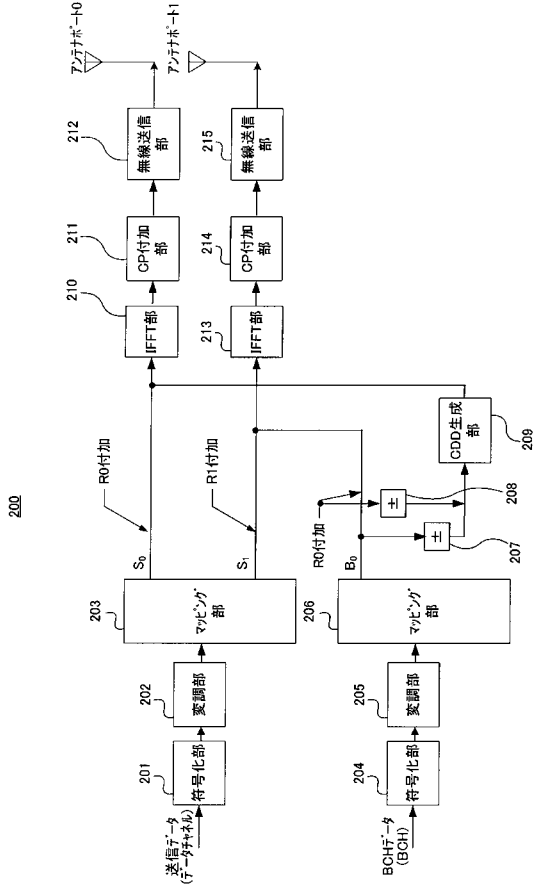 200
送信データ
(データチャネル)
201
符号化部
202
変調部
203
マッピング
部
S0
R0付加
S1
R1付加
210
IFFT部
211
CP付加
部
212
無線送信
部
アンテナポート0
213
IFFT部
214
CP付加
部
215
無線送信
部
アンテナポート1
BCHデータ
(BCH)
204
符号化部
205
変調部
206
マッピング
部
B0
R0付加
±
207
±
208
CDD生成
部
209